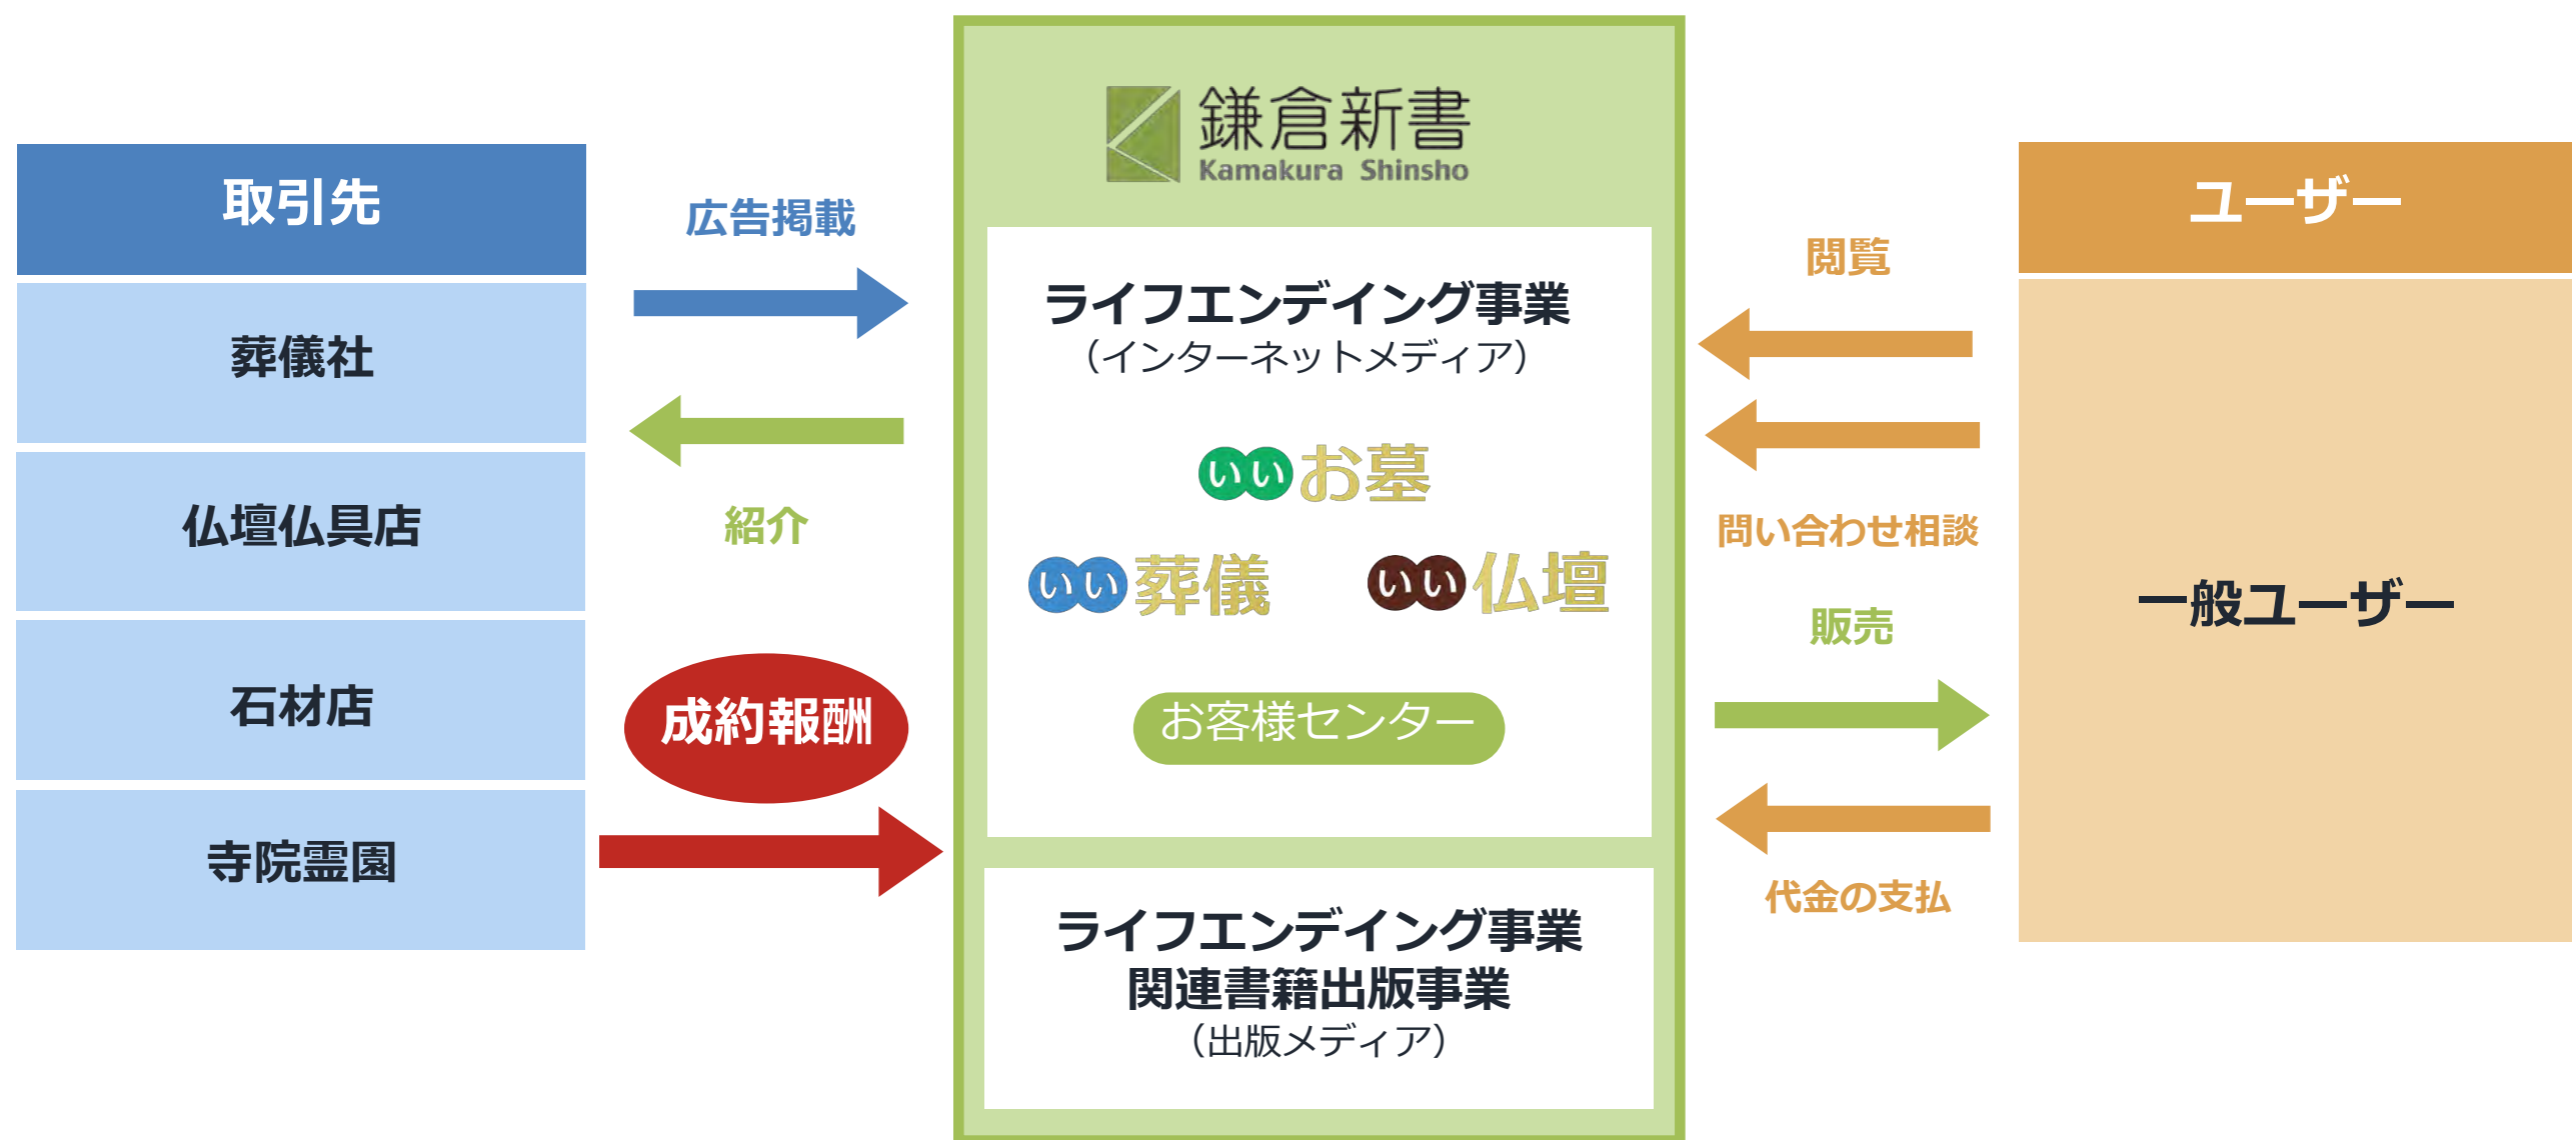 取引先
葬儀社
仏壇仏具店
石材店
寺院霊園
広告掲載
紹介
成約報酬
鎌倉新書
Kamakura Shinsho
ライフエンデイング事業
（インターネットメディア）
いいお墓
いい葬儀
いい仏壇
お客様センター
ライフエンデイング事業
関連書籍出版事業
（出版メディア）
閲覧
問い合わせ相談
販売
代金の支払
ユーザー
一般ユーザー